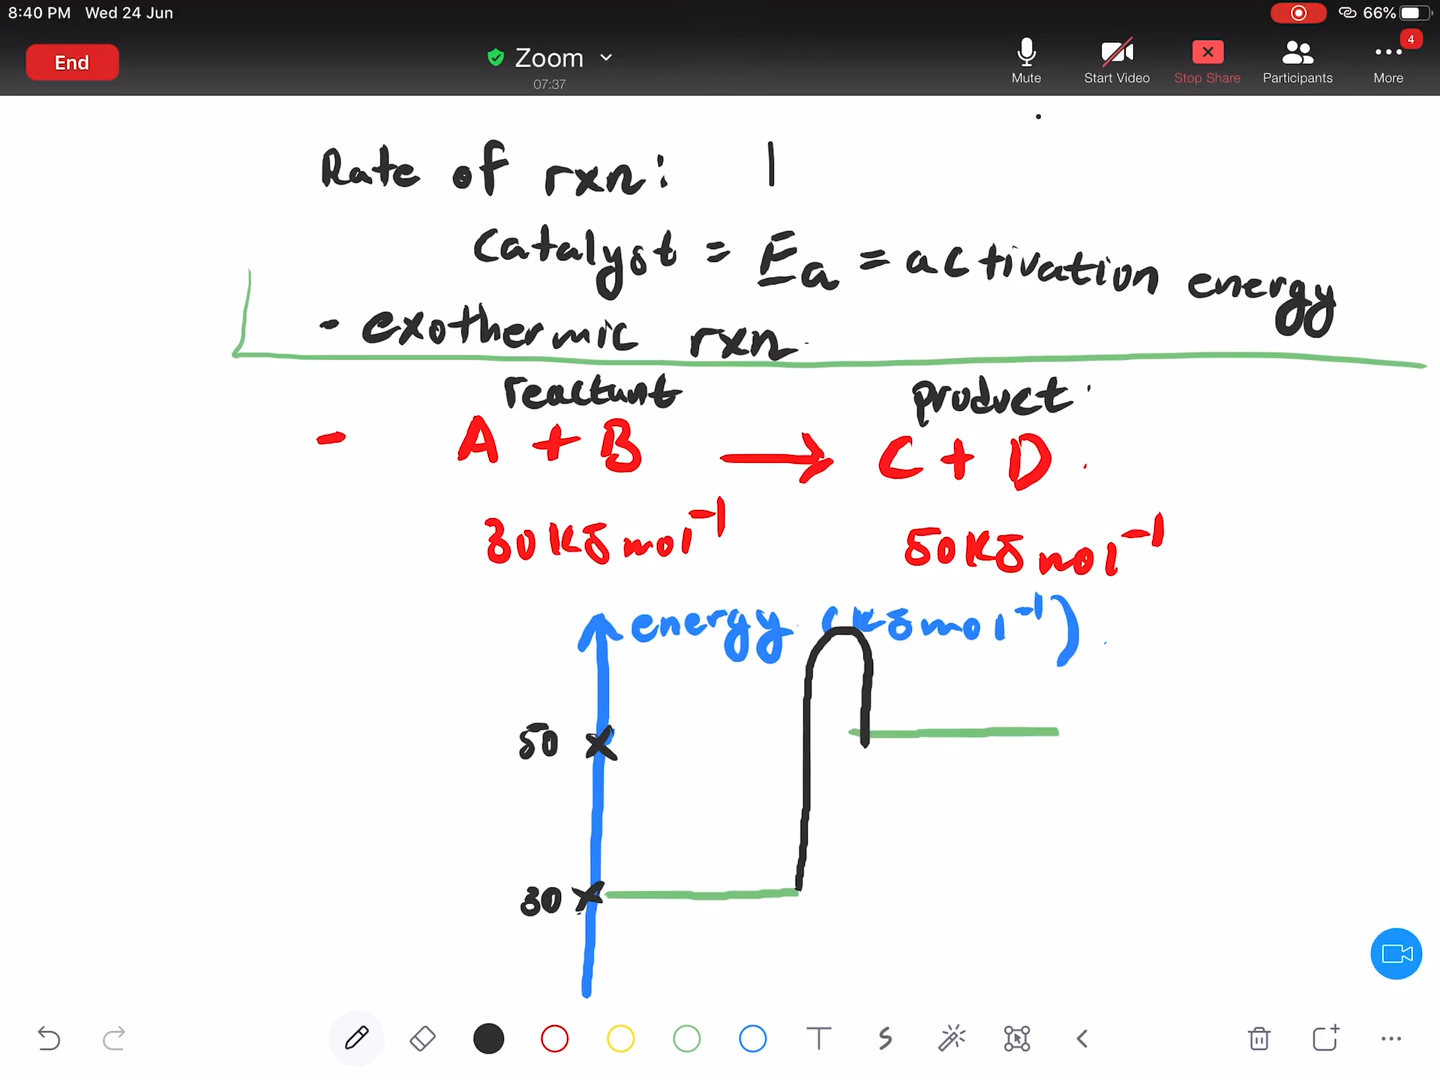 8:40 PM Wed 24 Jun
66%
End
Zoom
07:37
Mute
Start Video
Stop Share
Participants
More
4
Rate of rxn: |
catalyst = Ea = activation energy
- exothermic rxn
reactant product
- A + B → C + D
30 KJ mol⁻¹ 50 KJ mol⁻¹
energy (KJ mol⁻¹)
50
30
T
S